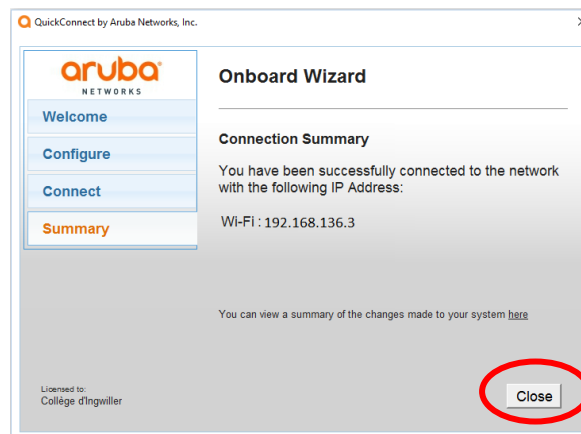 QuickConnect by Aruba Networks, Inc.
aruba
NETWORKS
Welcome
Configure
Connect
Summary
Onboard Wizard
Connection Summary
You have been successfully connected to the network
with the following IP Address:
Wi-Fi : 192.168.136.3
You can view a summary of the changes made to your system here
Licensed to:
Collège d'Ingwiller
Close